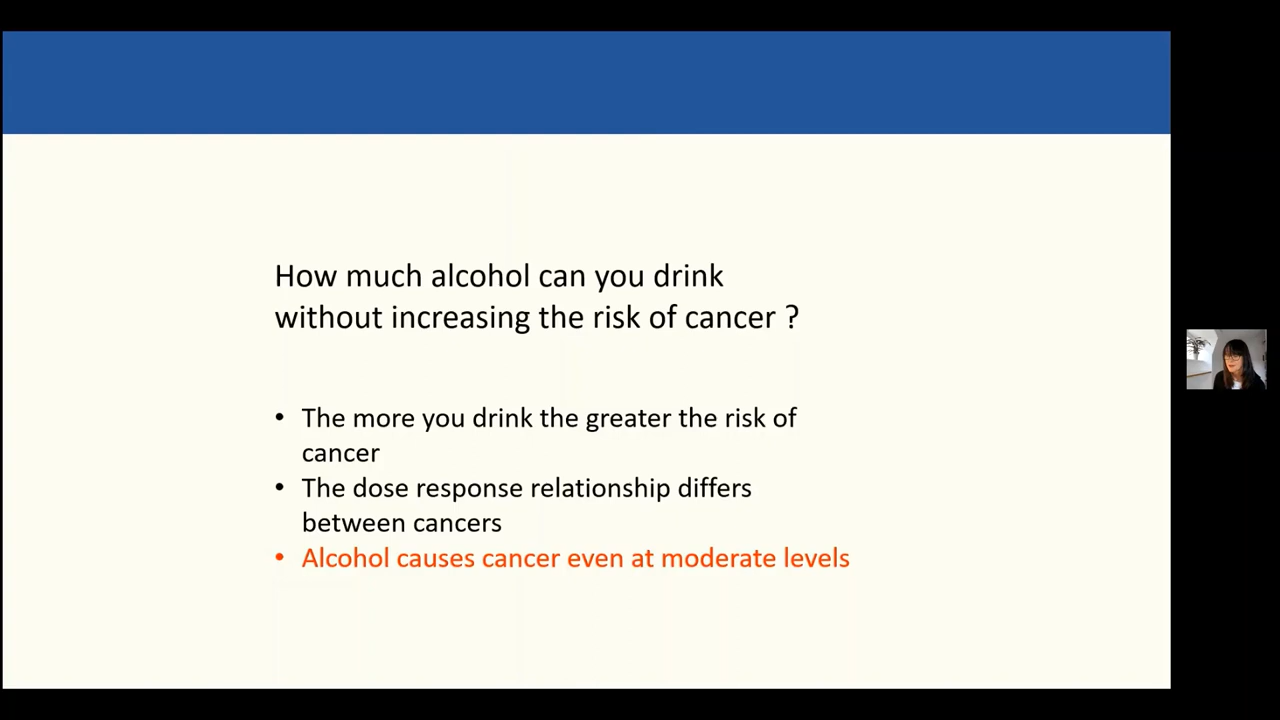 How much alcohol can you drink
without increasing the risk of cancer ?
• The more you drink the greater the risk of
cancer
• The dose response relationship differs
between cancers
• Alcohol causes cancer even at moderate levels